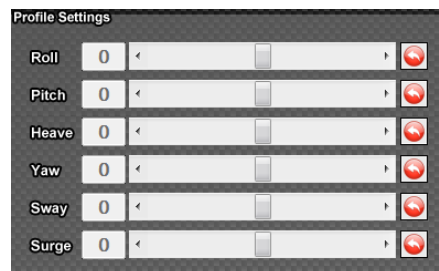 Profile Settings
Roll 0
Pitch 0
Heave 0
Yaw 0
Sway 0
Surge 0